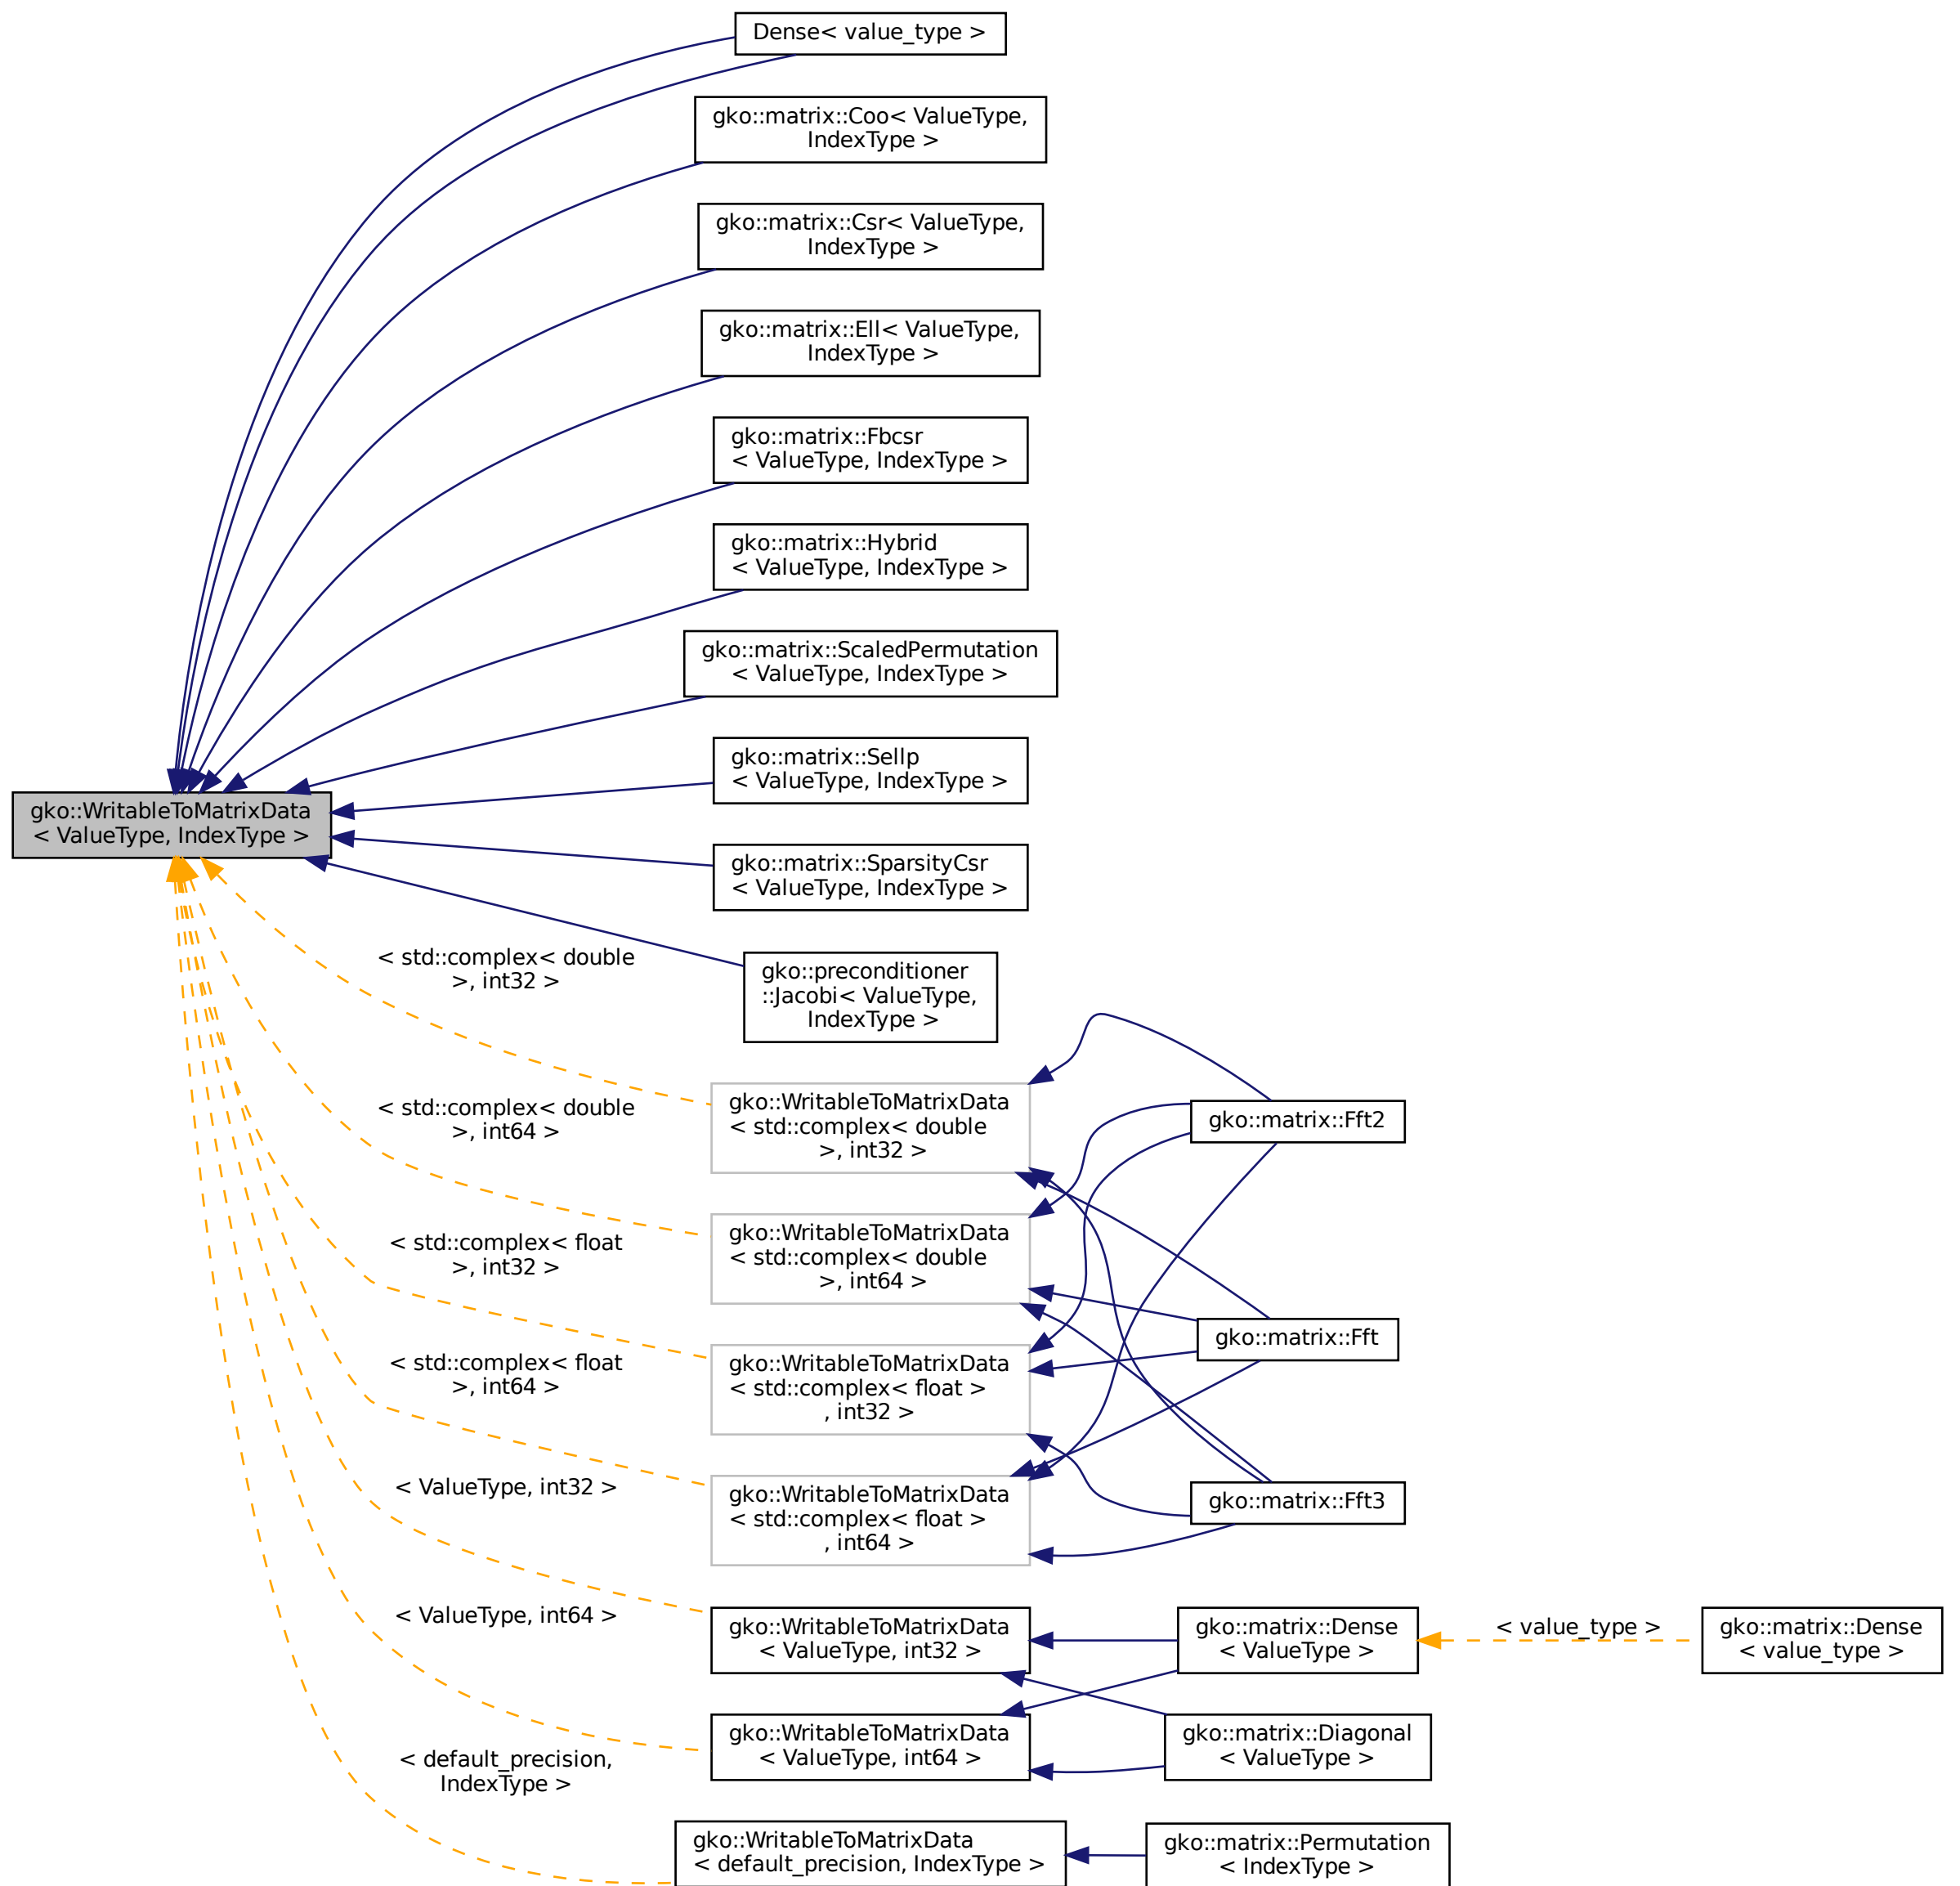 Dense< value_type >
gko::matrix::Coo< ValueType,
IndexType >
gko::matrix::Csr< ValueType,
IndexType >
gko::matrix::Ell< ValueType,
IndexType >
gko::matrix::Fbcsr
< ValueType, IndexType >
gko::matrix::Hybrid
< ValueType, IndexType >
gko::matrix::ScaledPermutation
< ValueType, IndexType >
gko::matrix::Sellp
< ValueType, IndexType >
gko::WritableToMatrixData
< ValueType, IndexType >
gko::matrix::SparsityCsr
< ValueType, IndexType >
gko::preconditioner
::Jacobi< ValueType,
IndexType >
< std::complex< double
>, int32 >
gko::WritableToMatrixData
< std::complex< double
>, int32 >
gko::matrix::Fft2
< std::complex< double
>, int64 >
gko::WritableToMatrixData
< std::complex< double
>, int64 >
< std::complex< float
>, int32 >
gko::WritableToMatrixData
< std::complex< float >
, int32 >
gko::matrix::Fft
< std::complex< float
>, int64 >
gko::WritableToMatrixData
< std::complex< float >
, int64 >
gko::matrix::Fft3
< ValueType, int32 >
gko::WritableToMatrixData
< ValueType, int32 >
gko::matrix::Dense
< ValueType >
< value_type >
gko::matrix::Dense
< value_type >
< ValueType, int64 >
gko::WritableToMatrixData
< ValueType, int64 >
gko::matrix::Diagonal
< ValueType >
< default_precision,
IndexType >
gko::WritableToMatrixData
< default_precision, IndexType >
gko::matrix::Permutation
< IndexType >